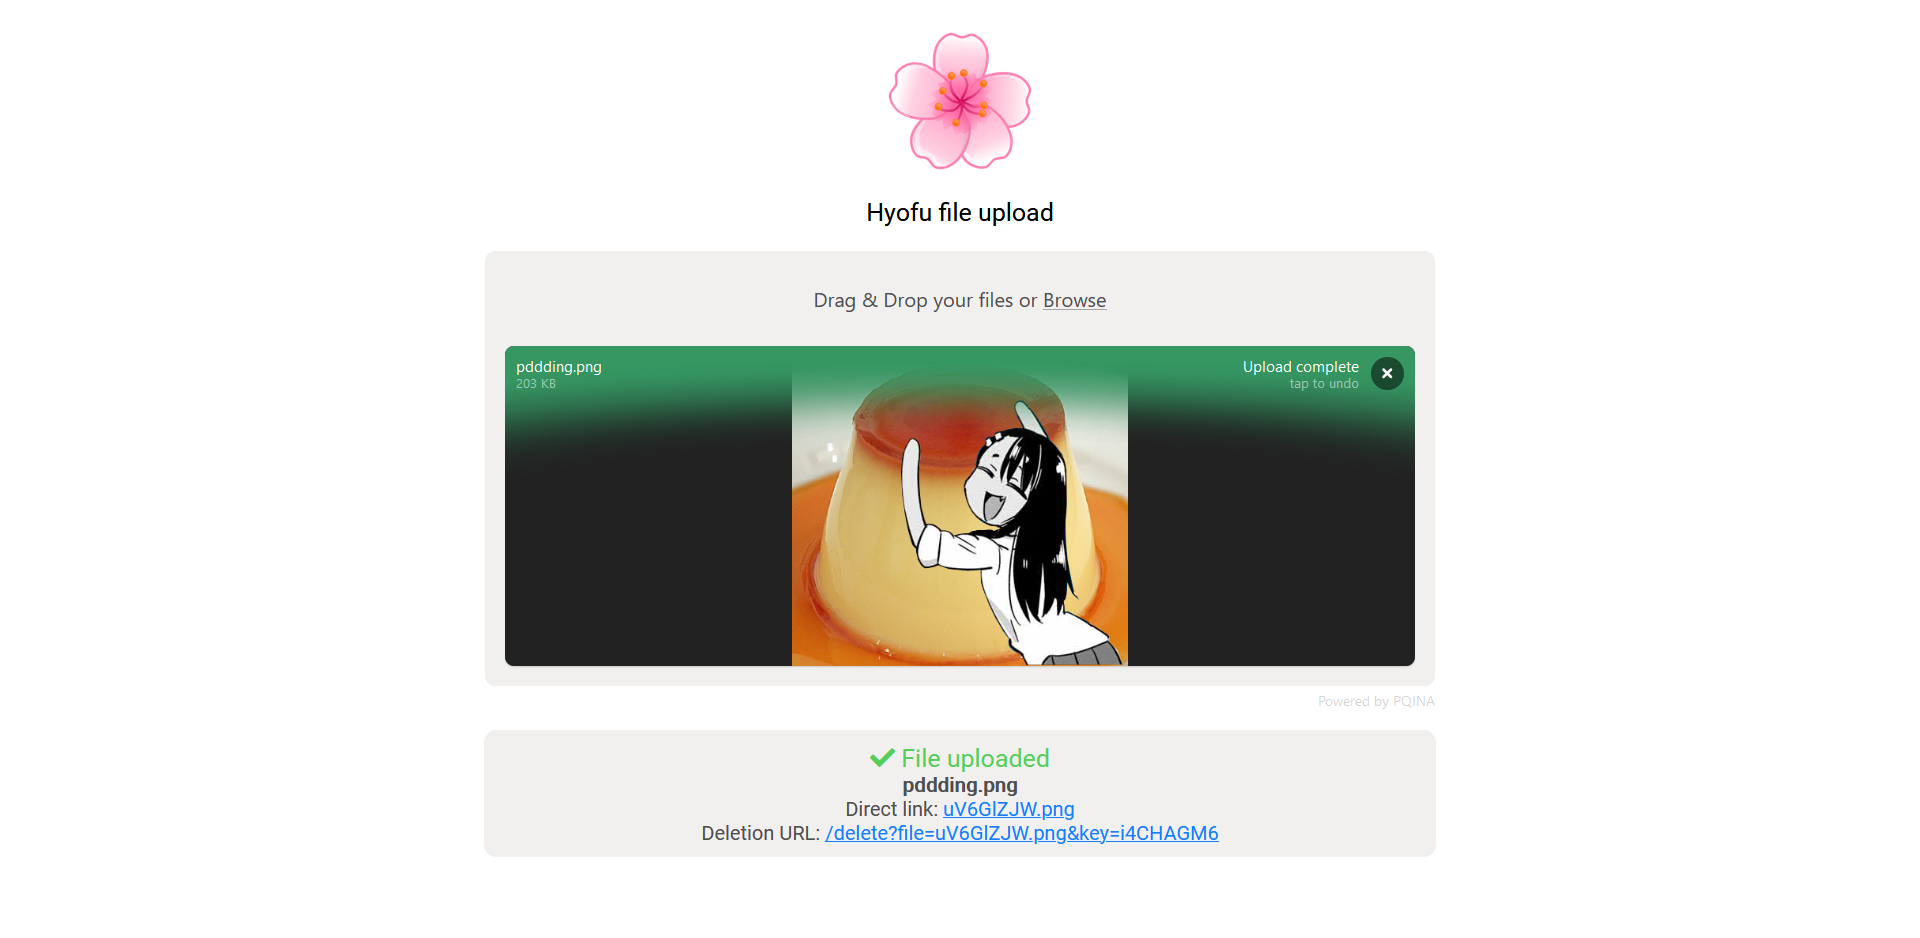 Hyofu file upload
Drag & Drop your files or Browse
pddding.png
203 KB
Upload complete
tap to undo
Powered by PQINA
File uploaded
pddding.png
Direct link: uV6GlZJW.png
Deletion URL: /delete?file=uV6GlZJW.png&key=i4CHAGM6